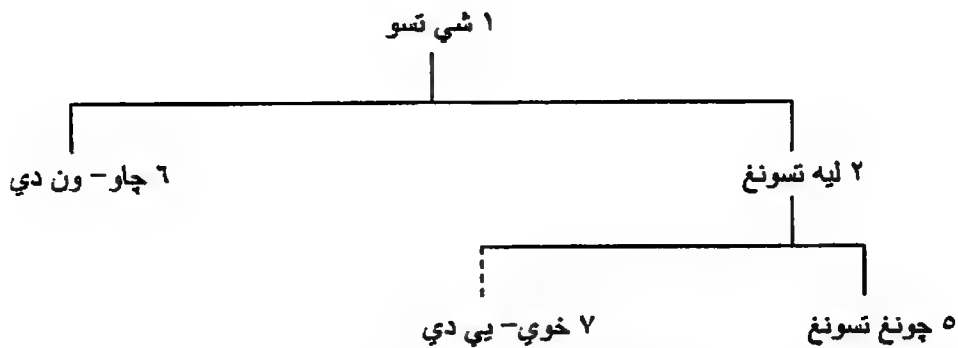 ١ شي تسو
٢ ليه تسونغ
٦ چاو– ون دي
٥ چونغ تسونغ
٧ خوي– يي دي